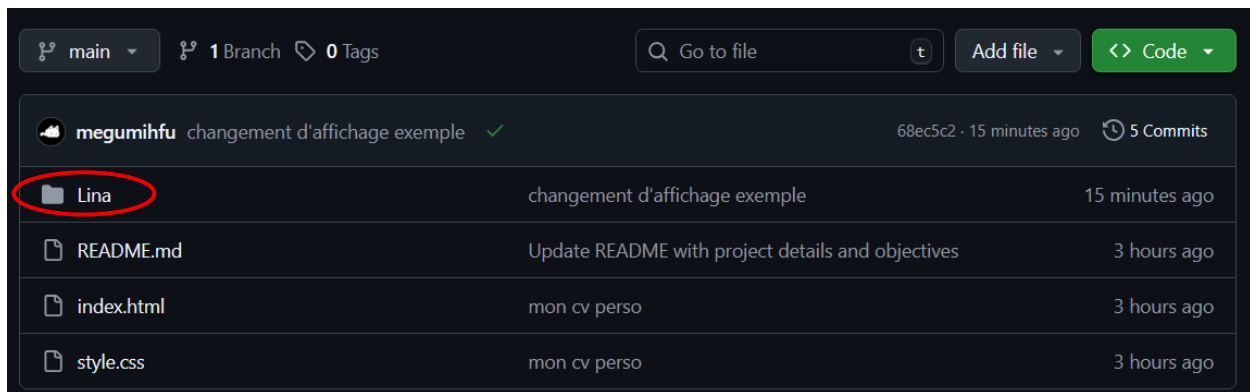 main 1 Branch 0 Tags Go to file t Add file <> Code
megumihfu changement d'affichage exemple 68ec5c2 · 15 minutes ago 5 Commits
Lina changement d'affichage exemple 15 minutes ago
README.md Update README with project details and objectives 3 hours ago
index.html mon cv perso 3 hours ago
style.css mon cv perso 3 hours ago